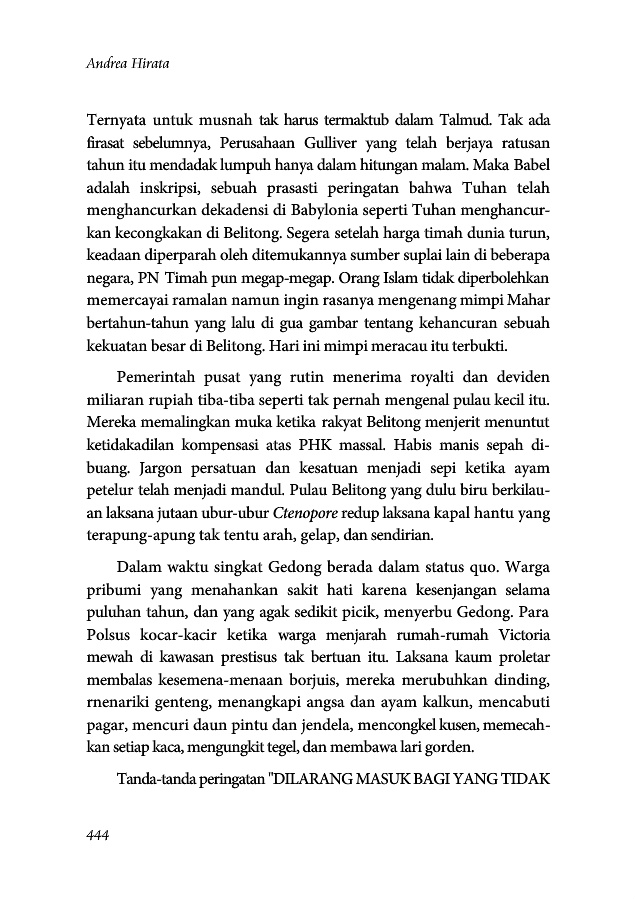 Andrea Hirata
Ternyata untuk musnah tak harus termaktub dalam Talmud. Tak ada
firasat sebelumnya, Perusahaan Gulliver yang telah berjaya ratusan
tahun itu mendadak lumpuh hanya dalam hitungan malam. Maka Babel
adalah inskripsi, sebuah prasasti peringatan bahwa Tuhan telah
menghancurkan dekadensi di Babylonia seperti Tuhan menghancur-
kan kecongkakan di Belitong. Segera setelah harga timah dunia turun,
keadaan diperparah oleh ditemukannya sumber suplai lain di beberapa
negara, PN Timah pun megap-megap. Orang Islam tidak diperbolehkan
memercayai ramalan namun ingin rasanya mengenang mimpi Mahar
bertahun-tahun yang lalu di gua gambar tentang kehancuran sebuah
kekuatan besar di Belitong. Hari ini mimpi meracau itu terbukti.
Pemerintah pusat yang rutin menerima royalti dan deviden
miliaran rupiah tiba-tiba seperti tak pernah mengenal pulau kecil itu.
Mereka memalingkan muka ketika rakyat Belitong menjerit menuntut
ketidakadilan kompensasi atas PHK massal. Habis manis sepah di-
buang. Jargon persatuan dan kesatuan menjadi sepi ketika ayam
petelur telah menjadi mandul. Pulau Belitong yang dulu biru berkilau-
an laksana jutaan ubur-ubur Ctenopore redup laksana kapal hantu yang
terapung-apung tak tentu arah, gelap, dan sendirian.
Dalam waktu singkat Gedong berada dalam status quo. Warga
pribumi yang menahankan sakit hati karena kesenjangan selama
puluhan tahun, dan yang agak sedikit picik, menyerbu Gedong. Para
Polsus kocar-kacir ketika warga menjarah rumah-rumah Victoria
mewah di kawasan prestisus tak bertuan itu. Laksana kaum proletar
membalas kesemena-menaan borjuis, mereka merubuhkan dinding,
rnenariki genteng, menangkapi angsa dan ayam kalkun, mencabuti
pagar, mencuri daun pintu dan jendela, mencongkel kusen, memecah-
kan setiap kaca, mengungkit tegel, dan membawa lari gorden.
Tanda-tanda peringatan "DILARANG MASUK BAGI YANG TIDAK
444